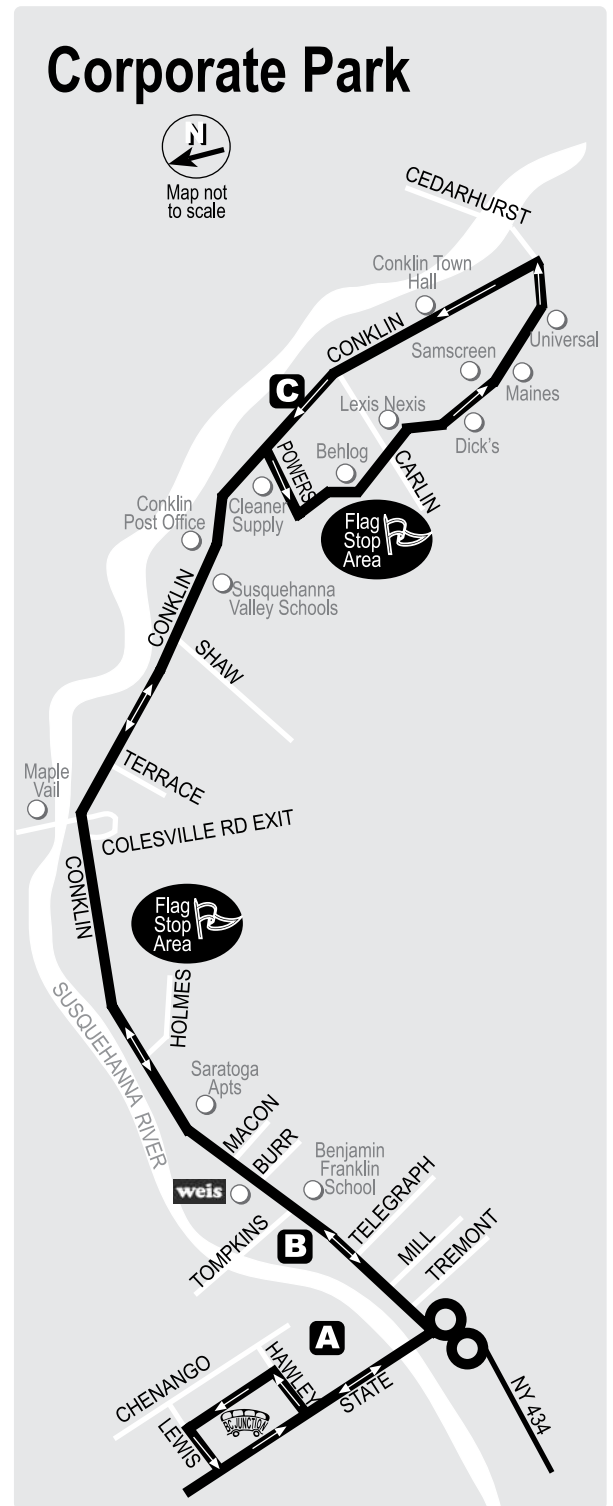 Corporate Park
N
Map not
to scale
CEDARHURST
Conklin Town
Hall
CONKLIN
Universal
Samscreen
Maines
C
Lexis Nexis
Dick's
POWERS
Behlog
CARLIN
Cleaner
Supply
Flag
Stop
Area
Conklin
Post Office
Susquehanna
Valley Schools
CONKLIN
SHAW
TERRACE
Maple
Vail
COLESVILLE RD EXIT
CONKLIN
Flag
Stop
Area
HOLMES
SUSQUEHANNA RIVER
Saratoga
Apts
MACON
BURR
Benjamin
Franklin
School
weis
TOMPKINS
B
TELEGRAPH
MILL
TREMONT
A
CHENANGO
HAWLEY
STATE
LEWIS
BC JUNCTION
NY 434